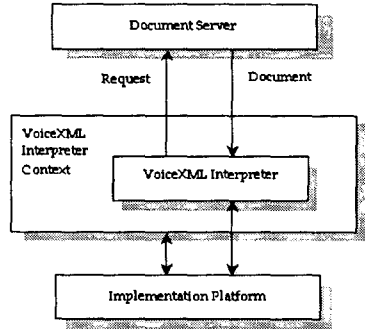 Document Server
Request
Document
VoiceXML
Interpreter
Context
VoiceXML Interpreter
Implementation Platform